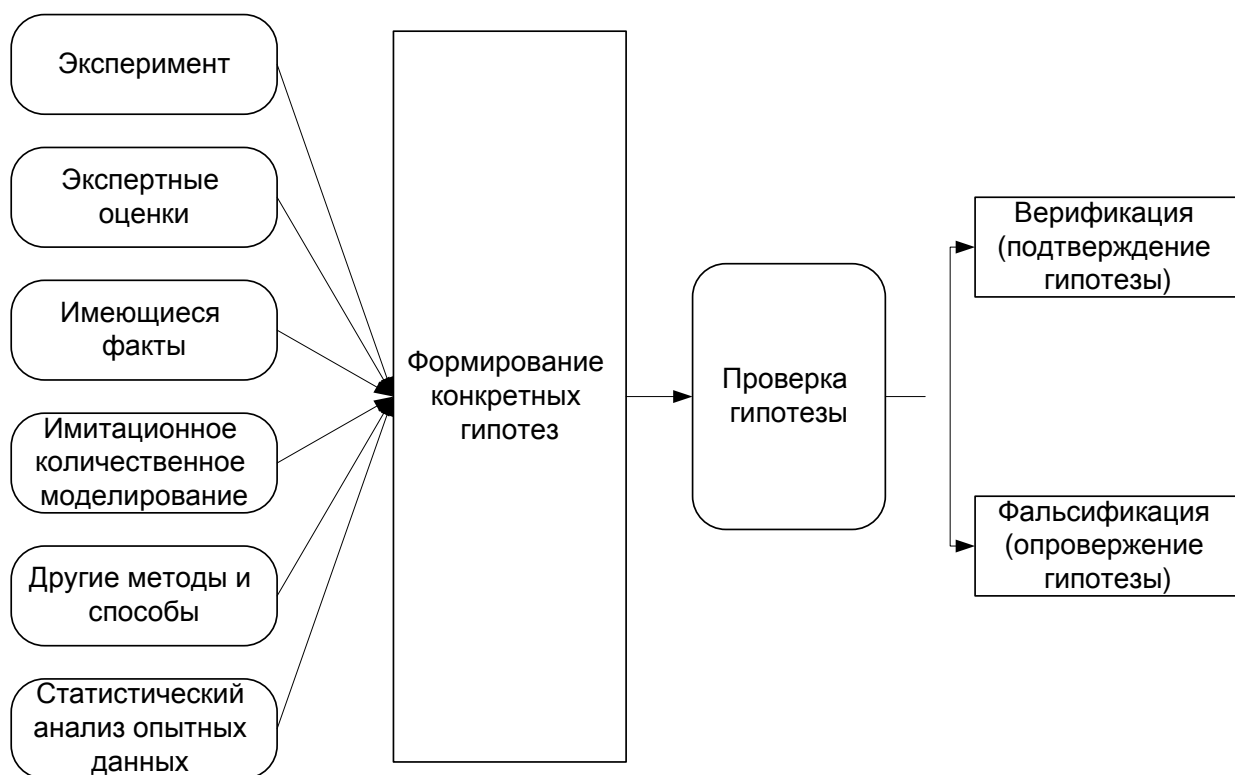 Эксперимент
Экспертные
оценки
Имеющиеся
факты
Имитационное
количественное
моделирование
Другие методы и
способы
Статистический
анализ опытных
данных
Формирование
конкретных
гипотез
Проверка
гипотезы
Верификация
(подтверждение
гипотезы)
Фальсификация
(опровержение
гипотезы)